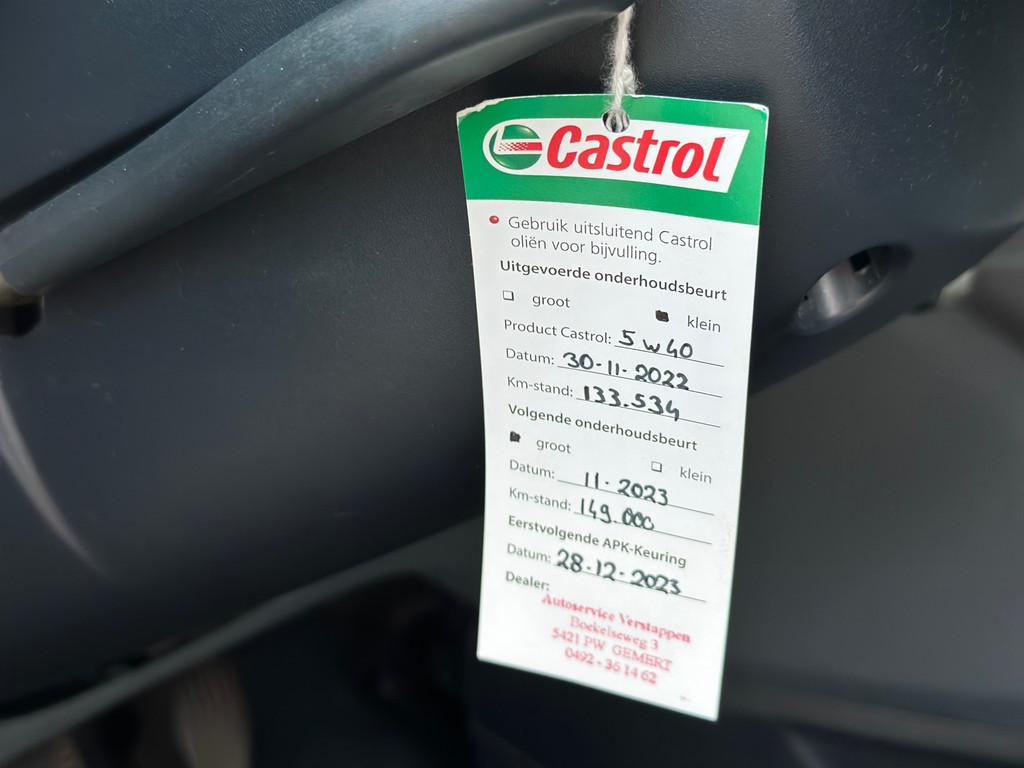 Castrol
Gebruik uitsluitend Castrol
oliën voor bijvulling.
Uitgevoerde onderhoudsbeurt
groot klein
Product Castrol: 5w40
Datum: 30-11-2022
Km-stand: 133.534
Volgende onderhoudsbeurt
groot klein
Datum: 11-2023
Km-stand: 149.000
Eerstvolgende APK-Keuring
Datum: 28-12-2023
Dealer:
Autoservice Verstappen
Boekelseweg 3
5421 PW GEMERT
0492 - 36 14 62